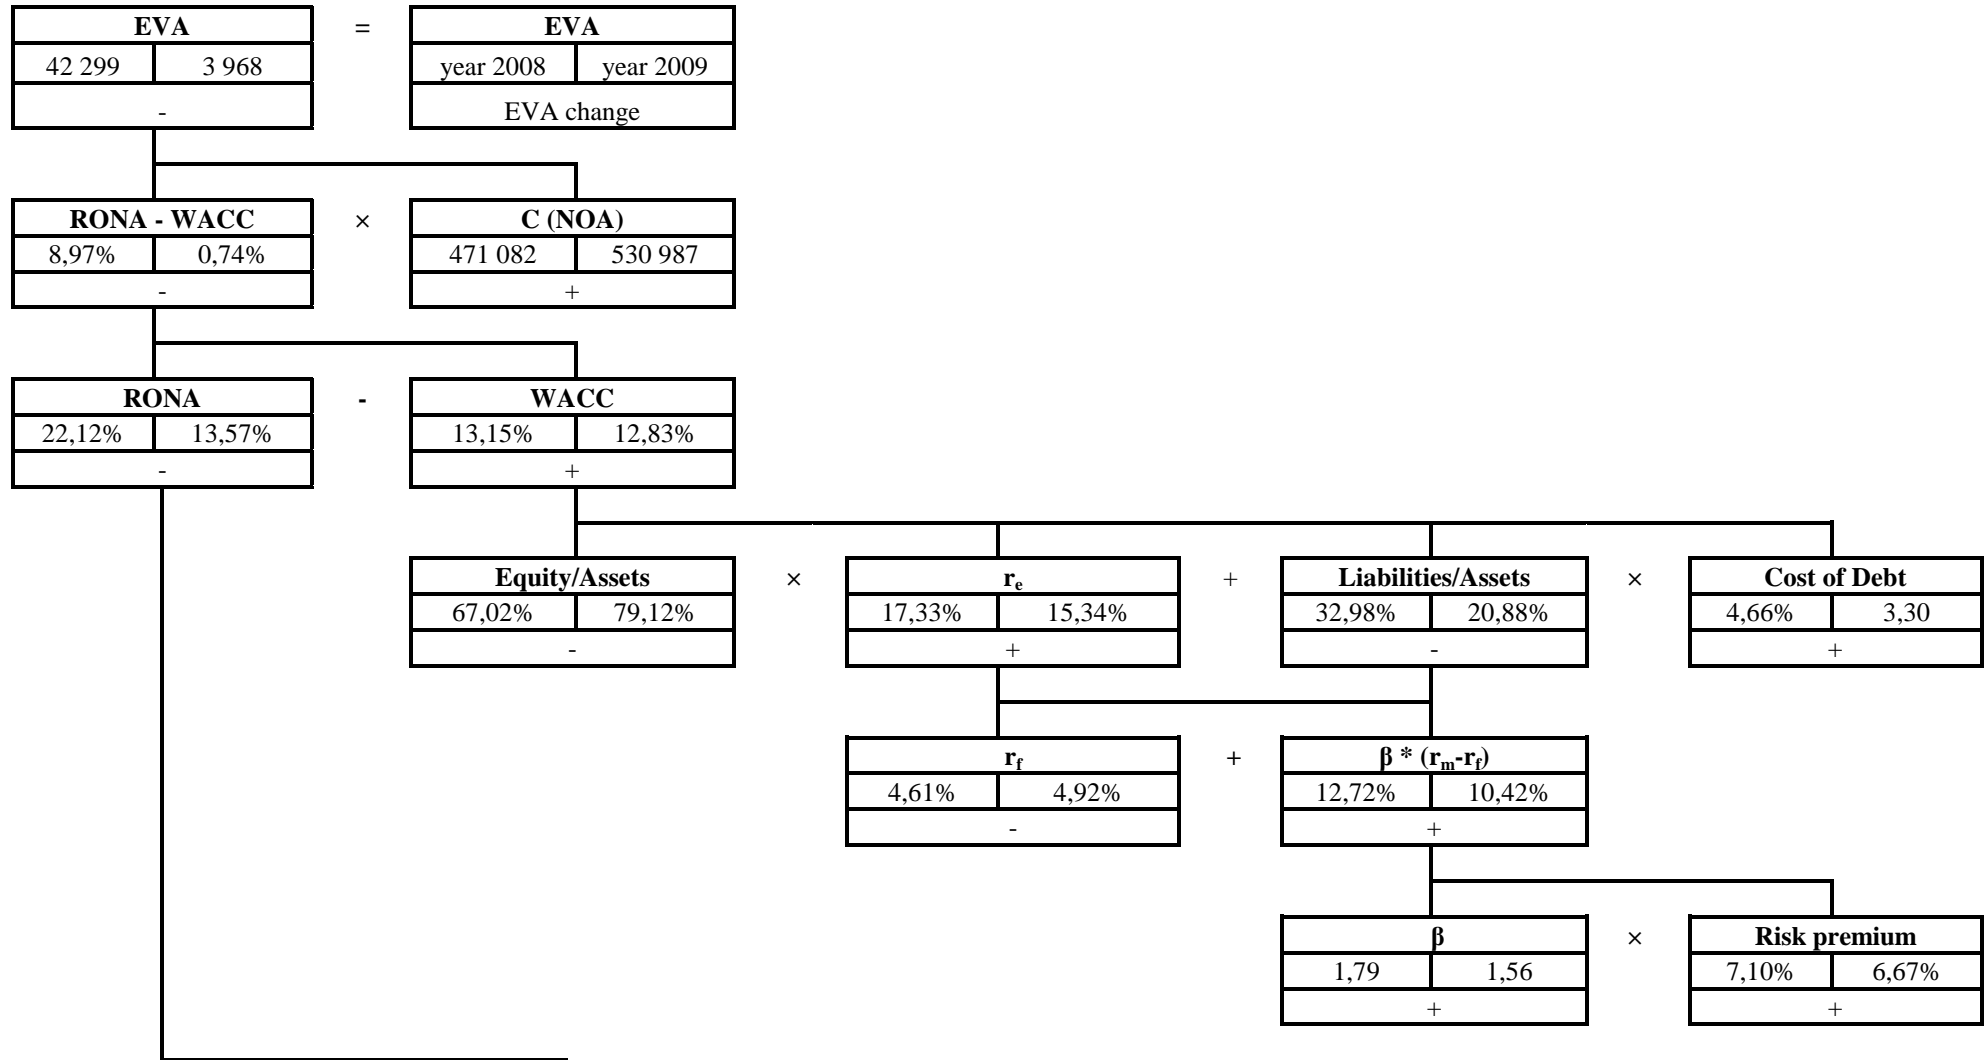 EVA = EVA
42 299 3 968 year 2008 year 2009
- EVA change
RONA - WACC × C (NOA)
8,97% 0,74% 471 082 530 987
- +
RONA - WACC
22,12% 13,57% 13,15% 12,83%
- +
Equity/Assets × re + Liabilities/Assets × Cost of Debt
67,02% 79,12% 17,33% 15,34% 32,98% 20,88% 4,66% 3,30
- + - +
rf + β * (rm-rf)
4,61% 4,92% 12,72% 10,42%
- +
β × Risk premium
1,79 1,56 7,10% 6,67%
+ +